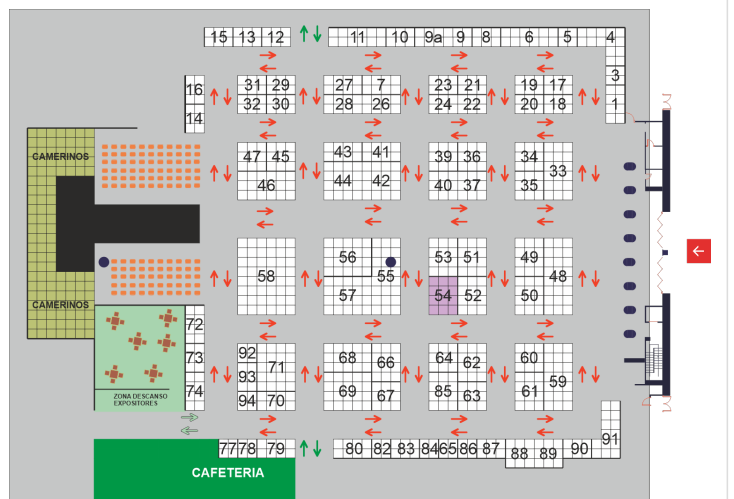 15 13 12 11 10 9a 9 8 6 5 4
3
16 31 29 27 7 23 21 19 17
14 32 30 28 26 24 22 20 18 1
CAMERINOS
47 45 43 41 39 36 34
33
46 44 42 40 37 35
56 53 51 49
58 55 48
57 54 52 50
CAMERINOS
72
92 68 66 64 62 60
73 71
93 59
74 94 70 69 67 85 63 61
ZONA DESCANSO
EXPOSITORES
91
77 78 79 80 82 83 84 65 86 87 88 89 90
CAFETERIA